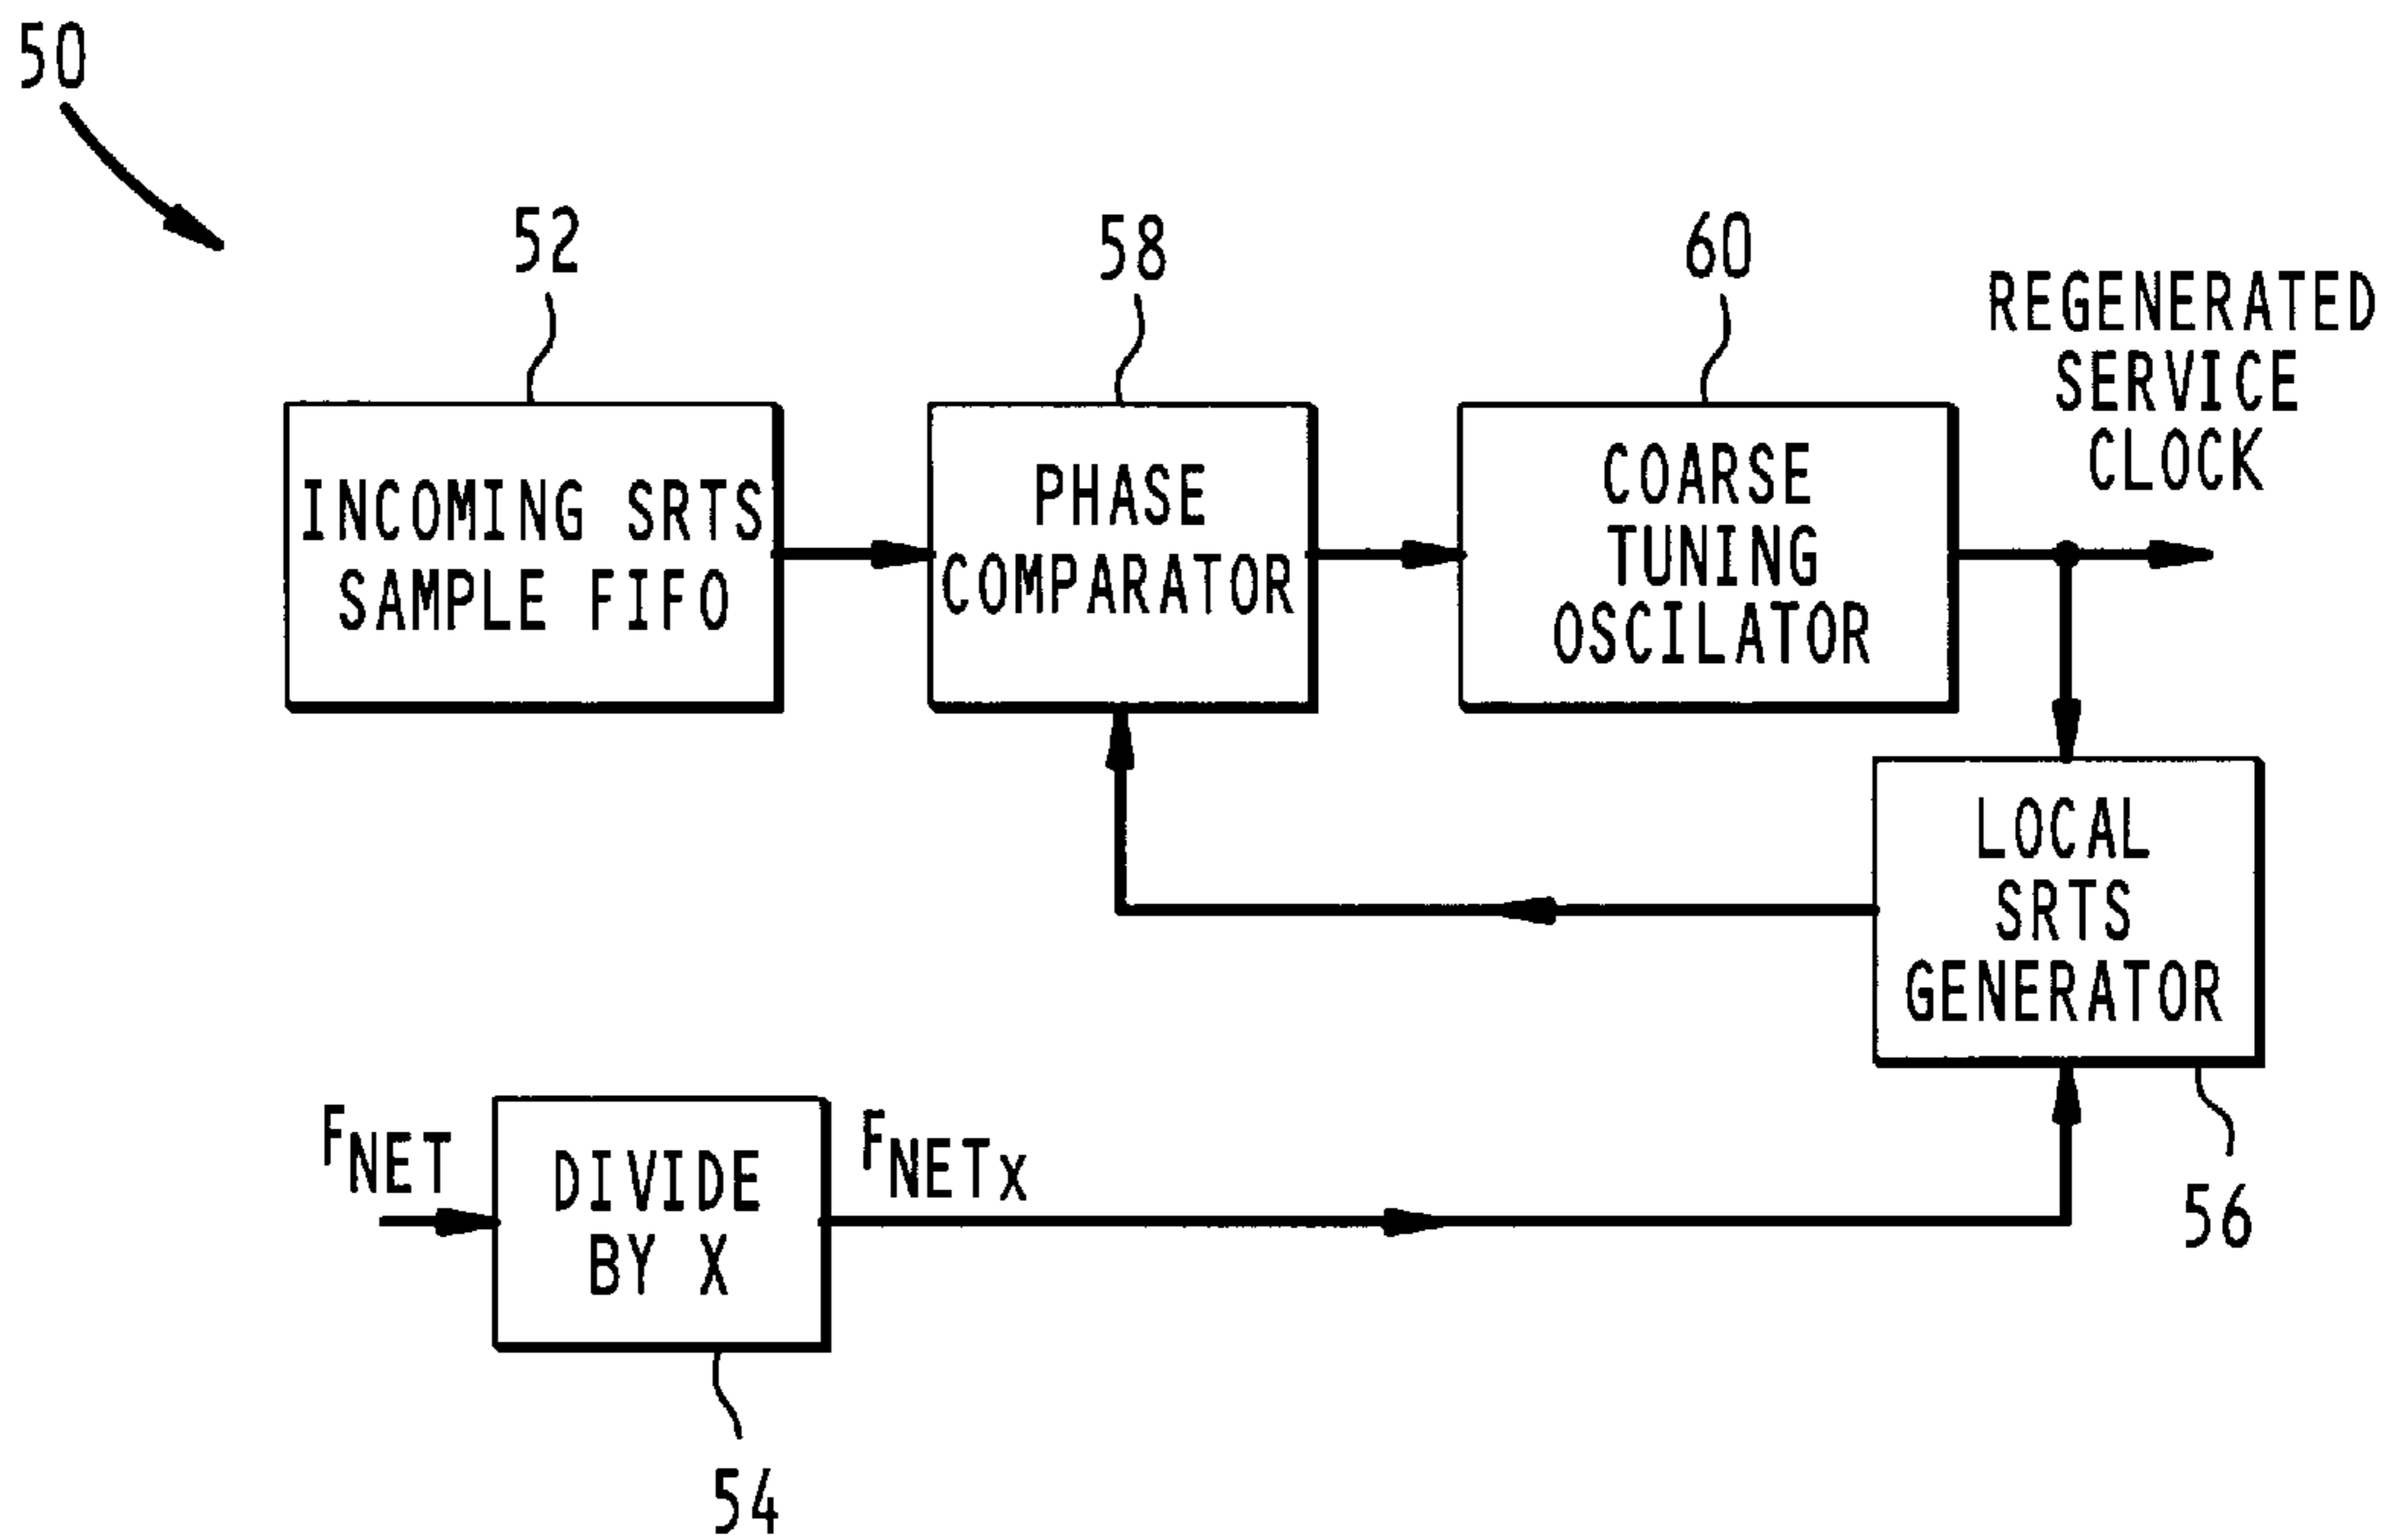 50
52
58
60
REGENERATED
SERVICE
CLOCK
INCOMING SRTS
SAMPLE FIFO
PHASE
COMPARATOR
COARSE
TUNING
OSCILATOR
LOCAL
SRTS
GENERATOR
56
FNET
DIVIDE
BY X
FNETX
54